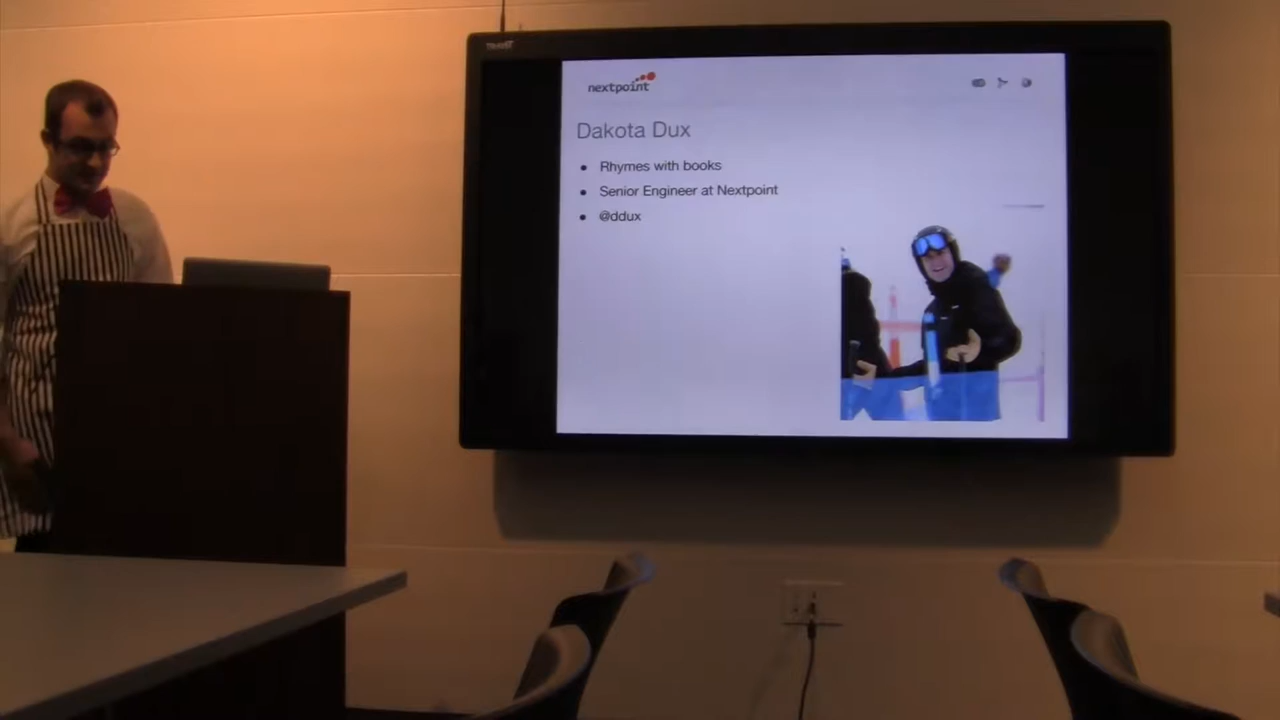 nextpoint
Dakota Dux
• Rhymes with books
• Senior Engineer at Nextpoint
• @ddux